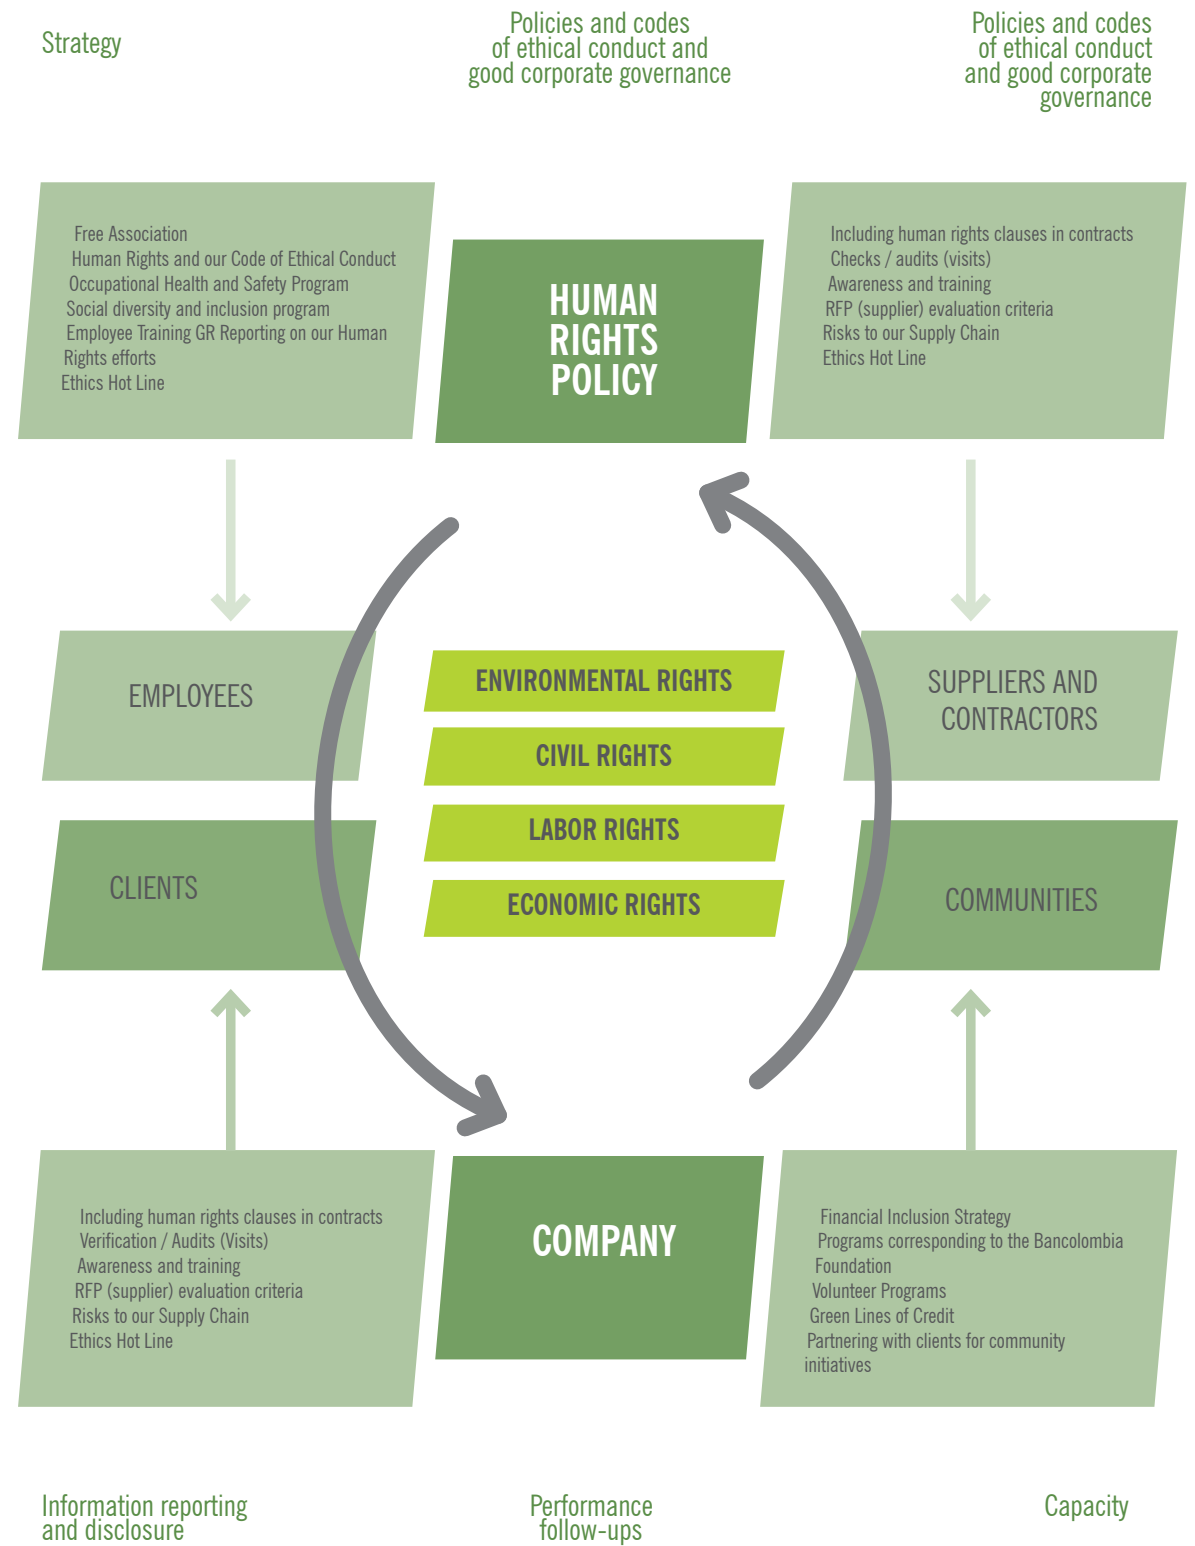 Strategy
Policies and codes
of ethical conduct and
good corporate governance
Policies and codes
of ethical conduct
and good corporate
governance
Free Association
Human Rights and our Code of Ethical Conduct
Occupational Health and Safety Program
Social diversity and inclusion program
Employee Training GR Reporting on our Human
Rights efforts
Ethics Hot Line
HUMAN
RIGHTS
POLICY
Including human rights clauses in contracts
Checks / audits (visits)
Awareness and training
RFP (supplier) evaluation criteria
Risks to our Supply Chain
Ethics Hot Line
EMPLOYEES
SUPPLIERS AND
CONTRACTORS
ENVIRONMENTAL RIGHTS
CIVIL RIGHTS
LABOR RIGHTS
ECONOMIC RIGHTS
CLIENTS
COMMUNITIES
Including human rights clauses in contracts
Verification / Audits (Visits)
Awareness and training
RFP (supplier) evaluation criteria
Risks to our Supply Chain
Ethics Hot Line
COMPANY
Financial Inclusion Strategy
Programs corresponding to the Bancolombia
Foundation
Volunteer Programs
Green Lines of Credit
Partnering with clients for community
initiatives
Information reporting
and disclosure
Performance
follow-ups
Capacity